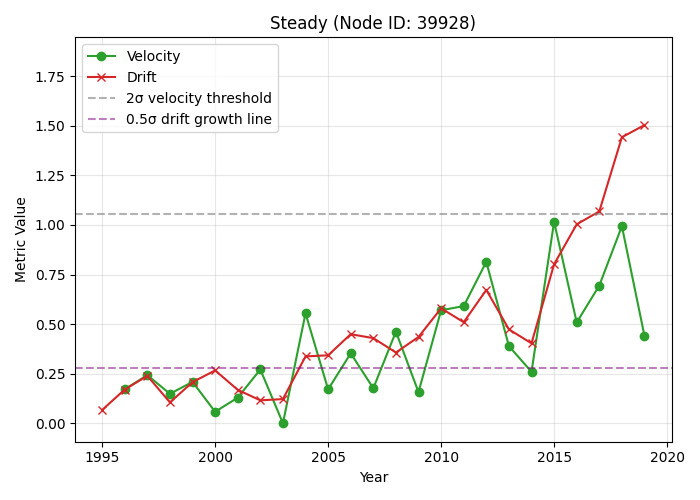 Steady (Node ID: 39928)
Velocity
Drift
2σ velocity threshold
0.5σ drift growth line
Metric Value
1.75
1.50
1.25
1.00
0.75
0.50
0.25
0.00
1995
2000
2005
2010
2015
2020
Year